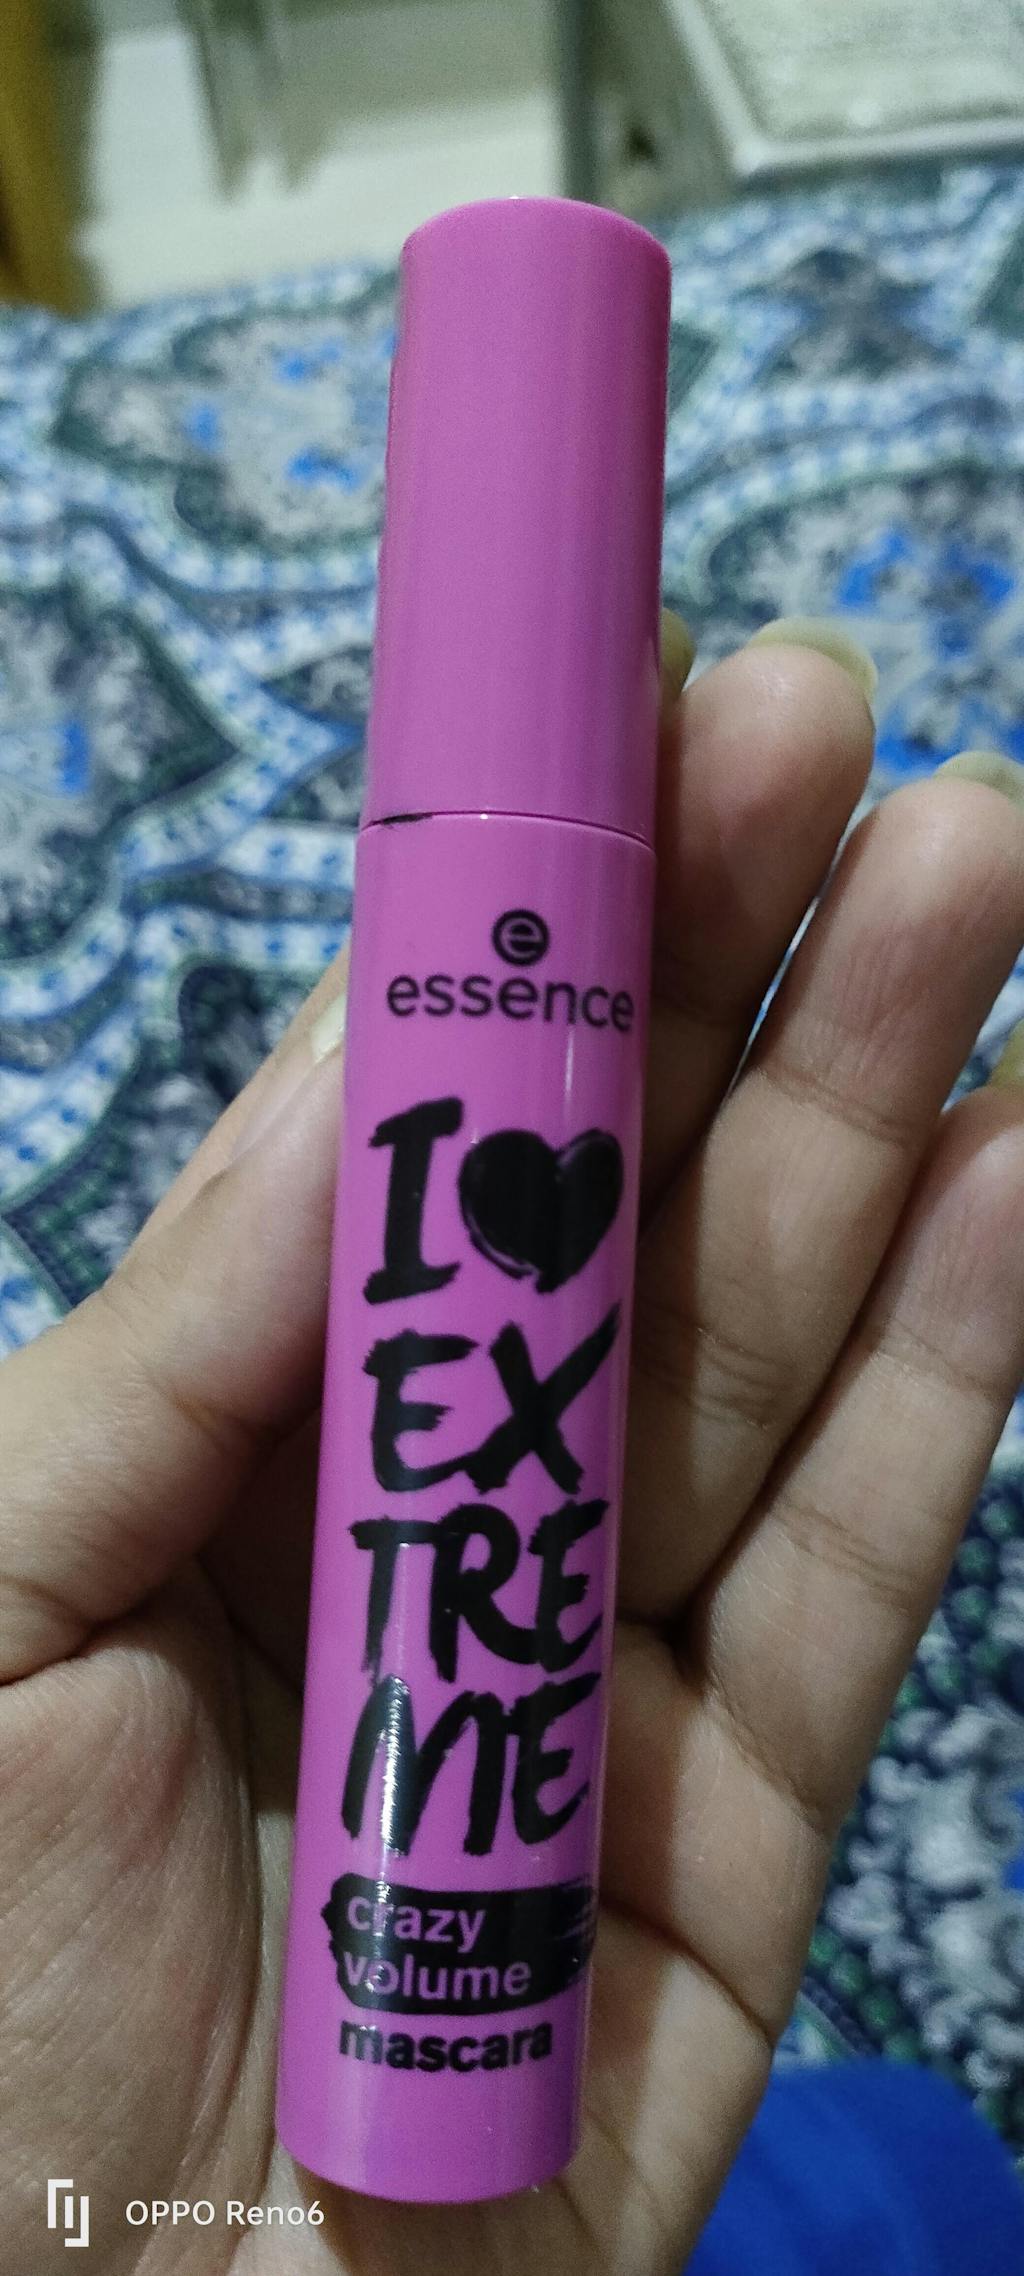 e
essence
I♥
EX
TRE
ME
crazy
volume
mascara
OPPO Reno6